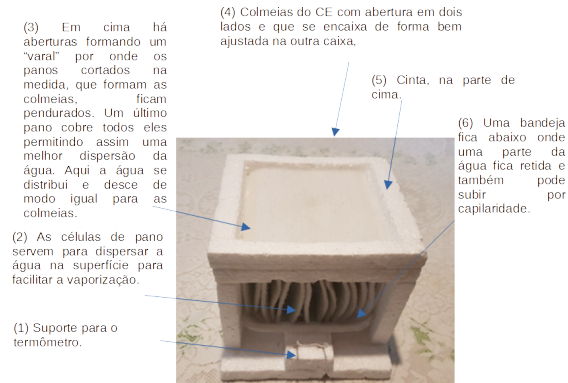 (4) Colmeias do CE com abertura em dois
lados e que se encaixa de forma bem
ajustada na outra caixa,
(3) Em cima há
aberturas formando um
“varal” por onde os
panos cortados na
medida, que formam as
colmeias, ficam
pendurados. Um último
pano cobre todos eles
permitindo assim uma
melhor dispersão da
água. Aqui a água se
distribui e desce de
modo igual para as
colmeias.
(5) Cinta, na parte de
cima.
(6) Uma bandeja
fica abaixo onde
uma parte da
água fica retida e
também pode
subir por
capilaridade.
(2) As células de pano
servem para dispersar a
água na superfície para
facilitar a vaporização.
(1) Suporte para o
termômetro.